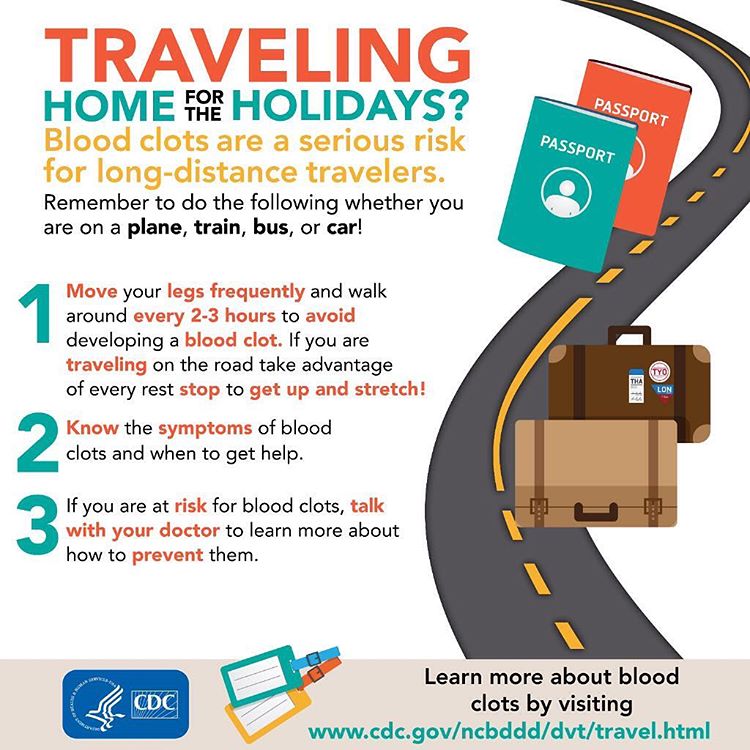 TRAVELING
HOME FOR THE HOLIDAYS?
Blood clots are a serious risk
for long-distance travelers.
Remember to do the following whether you
are on a plane, train, bus, or car!
PASSPORT
PASSPORT
1
Move your legs frequently and walk
around every 2-3 hours to avoid
developing a blood clot. If you are
traveling on the road take advantage
of every rest stop to get up and stretch!
2
Know the symptoms of blood
clots and when to get help.
3
If you are at risk for blood clots, talk
with your doctor to learn more about
how to prevent them.
TYO
THA
LON
DEPARTMENT OF HEALTH & HUMAN SERVICES·USA
CDC
Learn more about blood
clots by visiting
www.cdc.gov/ncbddd/dvt/travel.html